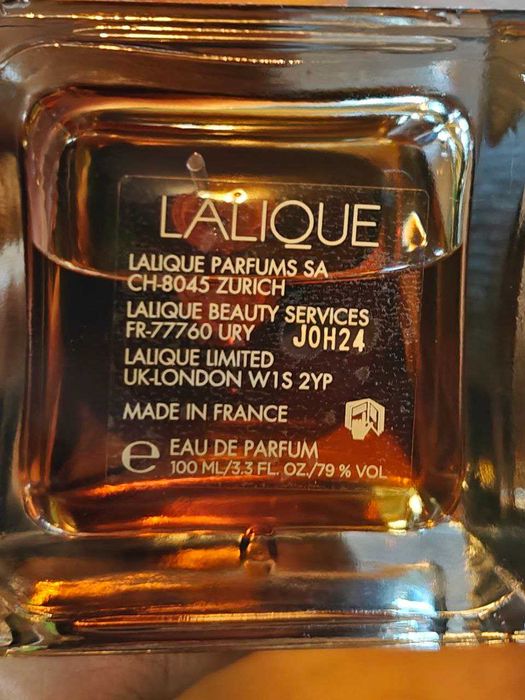 LALIQUE
LALIQUE PARFUMS SA
CH-8045 ZURICH
LALIQUE BEAUTY SERVICES
FR-77760 URY JOH24
LALIQUE LIMITED
UK-LONDON W1S 2YP
MADE IN FRANCE
℮ EAU DE PARFUM
100 ML/3.3 FL. OZ./79 % VOL